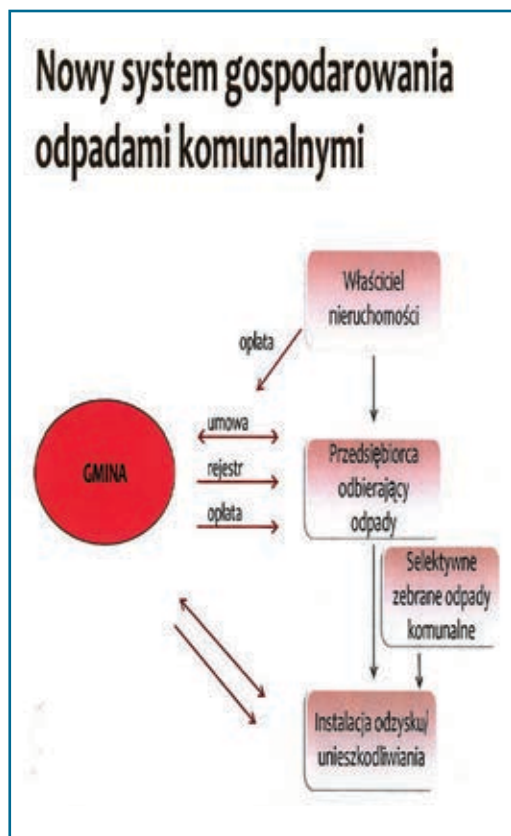 Nowy system gospodarowania
odpadami komunalnymi
Właściciel
nieruchomości
opłata
umowa
GMINA
rejestr
opłata
Przedsiębiorca
odbierający
odpady
Selektywne
zebrane odpady
komunalne
Instalacja odzysku/
unieszkodliwiania